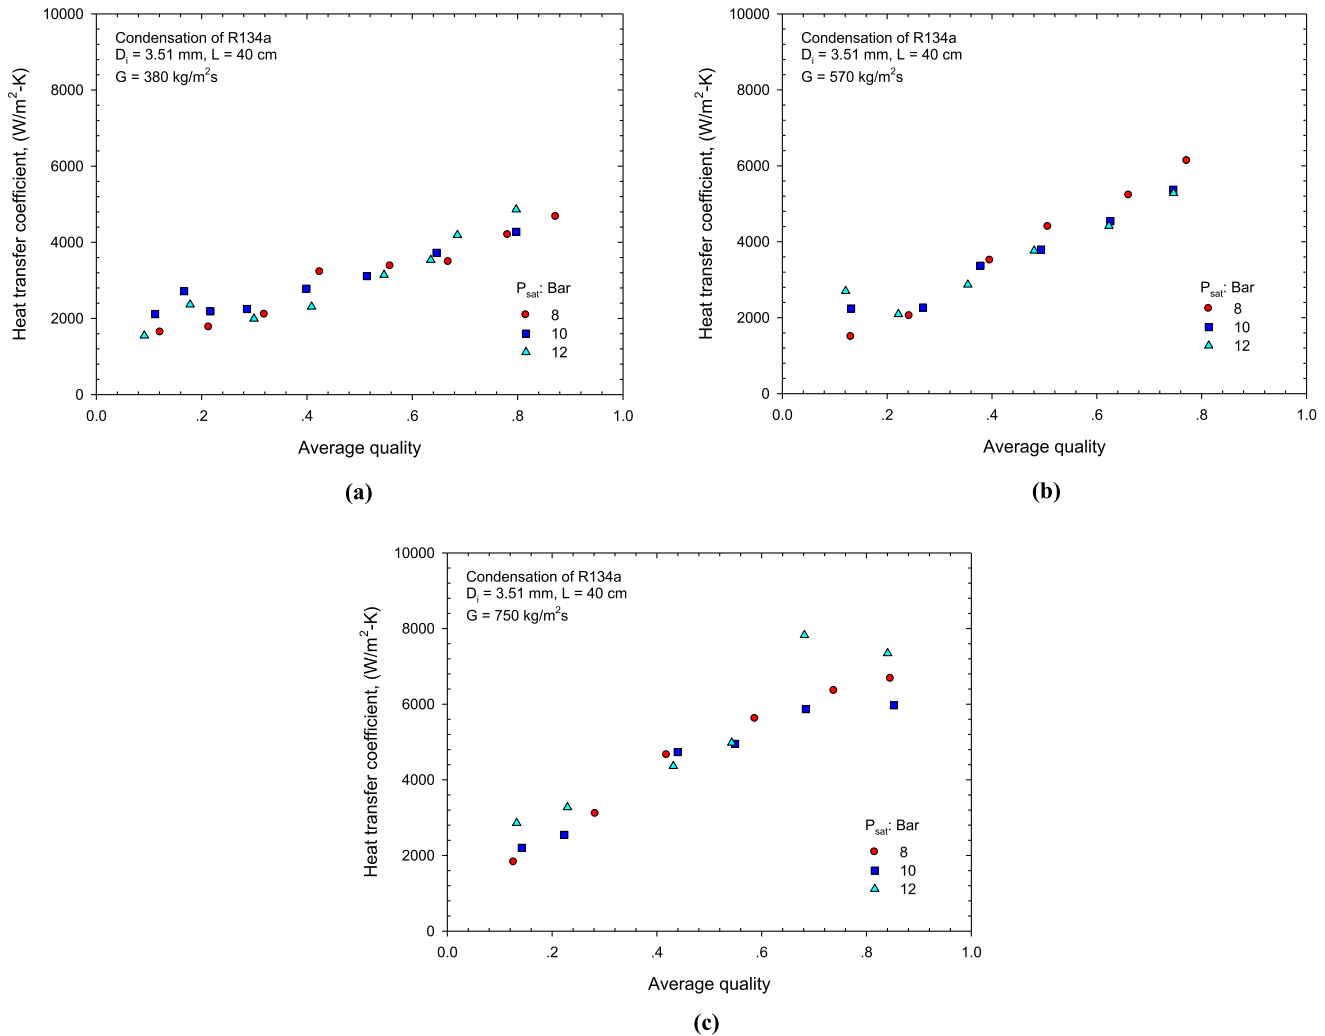 Condensation of R134a
Di = 3.51 mm, L = 40 cm
G = 380 kg/m2s
Heat transfer coefficient, (W/m2-K)
10000
8000
6000
4000
2000
0
Psat: Bar
8
10
12
0.0 .2 .4 .6 .8 1.0
Average quality
(a)
Condensation of R134a
Di = 3.51 mm, L = 40 cm
G = 570 kg/m2s
Heat transfer coefficient, (W/m2-K)
10000
8000
6000
4000
2000
0
Psat: Bar
8
10
12
0.0 .2 .4 .6 .8 1.0
Average quality
(b)
Condensation of R134a
Di = 3.51 mm, L = 40 cm
G = 750 kg/m2s
Heat transfer coefficient, (W/m2-K)
10000
8000
6000
4000
2000
0
Psat: Bar
8
10
12
0.0 .2 .4 .6 .8 1.0
Average quality
(c)